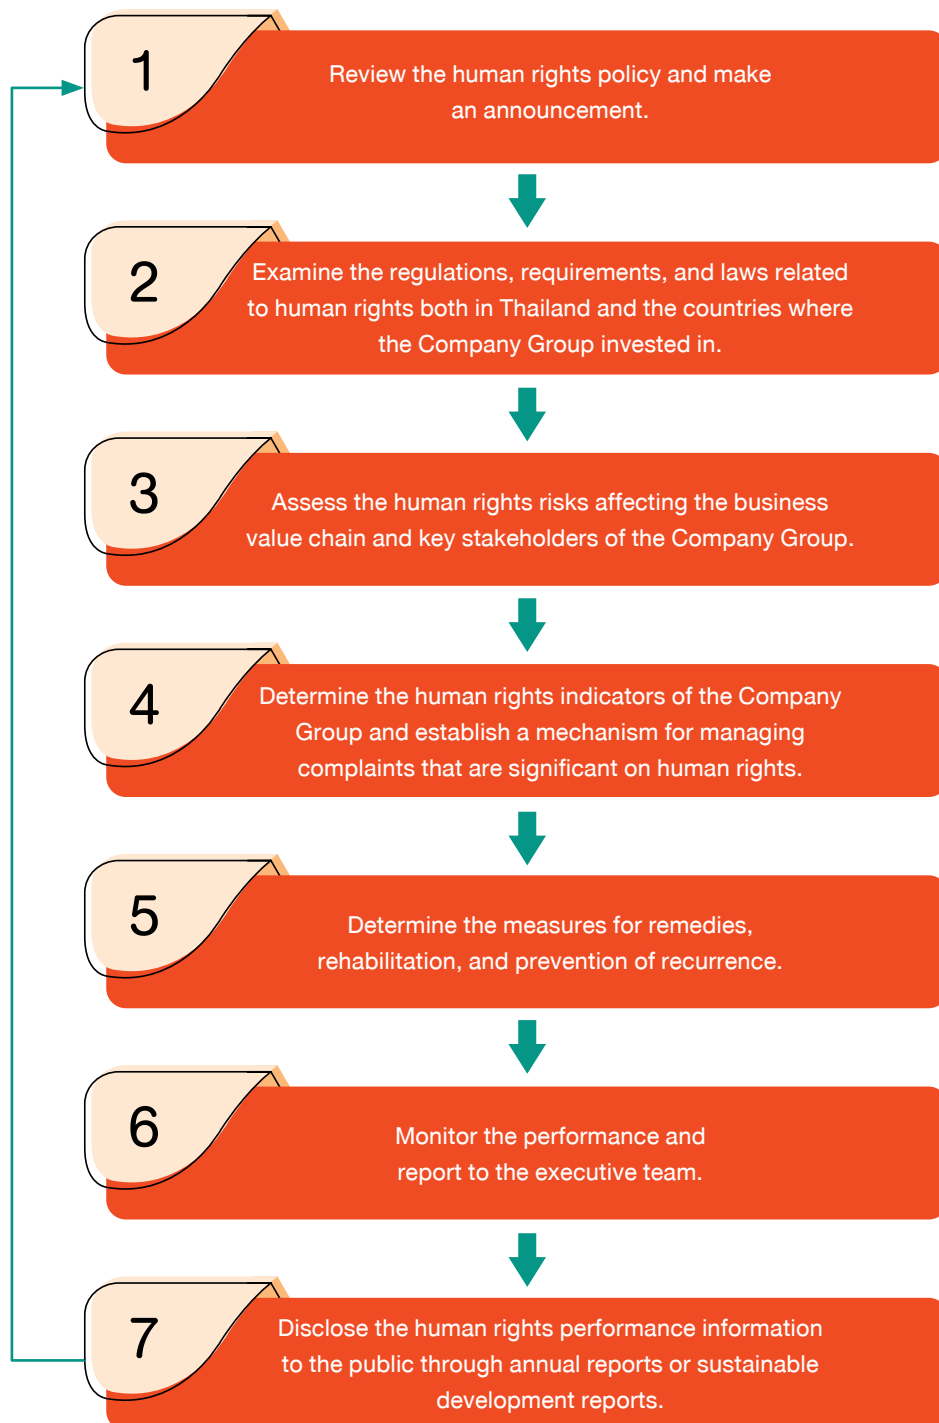 1
Review the human rights policy and make
an announcement.
2
Examine the regulations, requirements, and laws related
to human rights both in Thailand and the countries where
the Company Group invested in.
3
Assess the human rights risks affecting the business
value chain and key stakeholders of the Company Group.
4
Determine the human rights indicators of the Company
Group and establish a mechanism for managing
complaints that are significant on human rights.
5
Determine the measures for remedies,
rehabilitation, and prevention of recurrence.
6
Monitor the performance and
report to the executive team.
7
Disclose the human rights performance information
to the public through annual reports or sustainable
development reports.